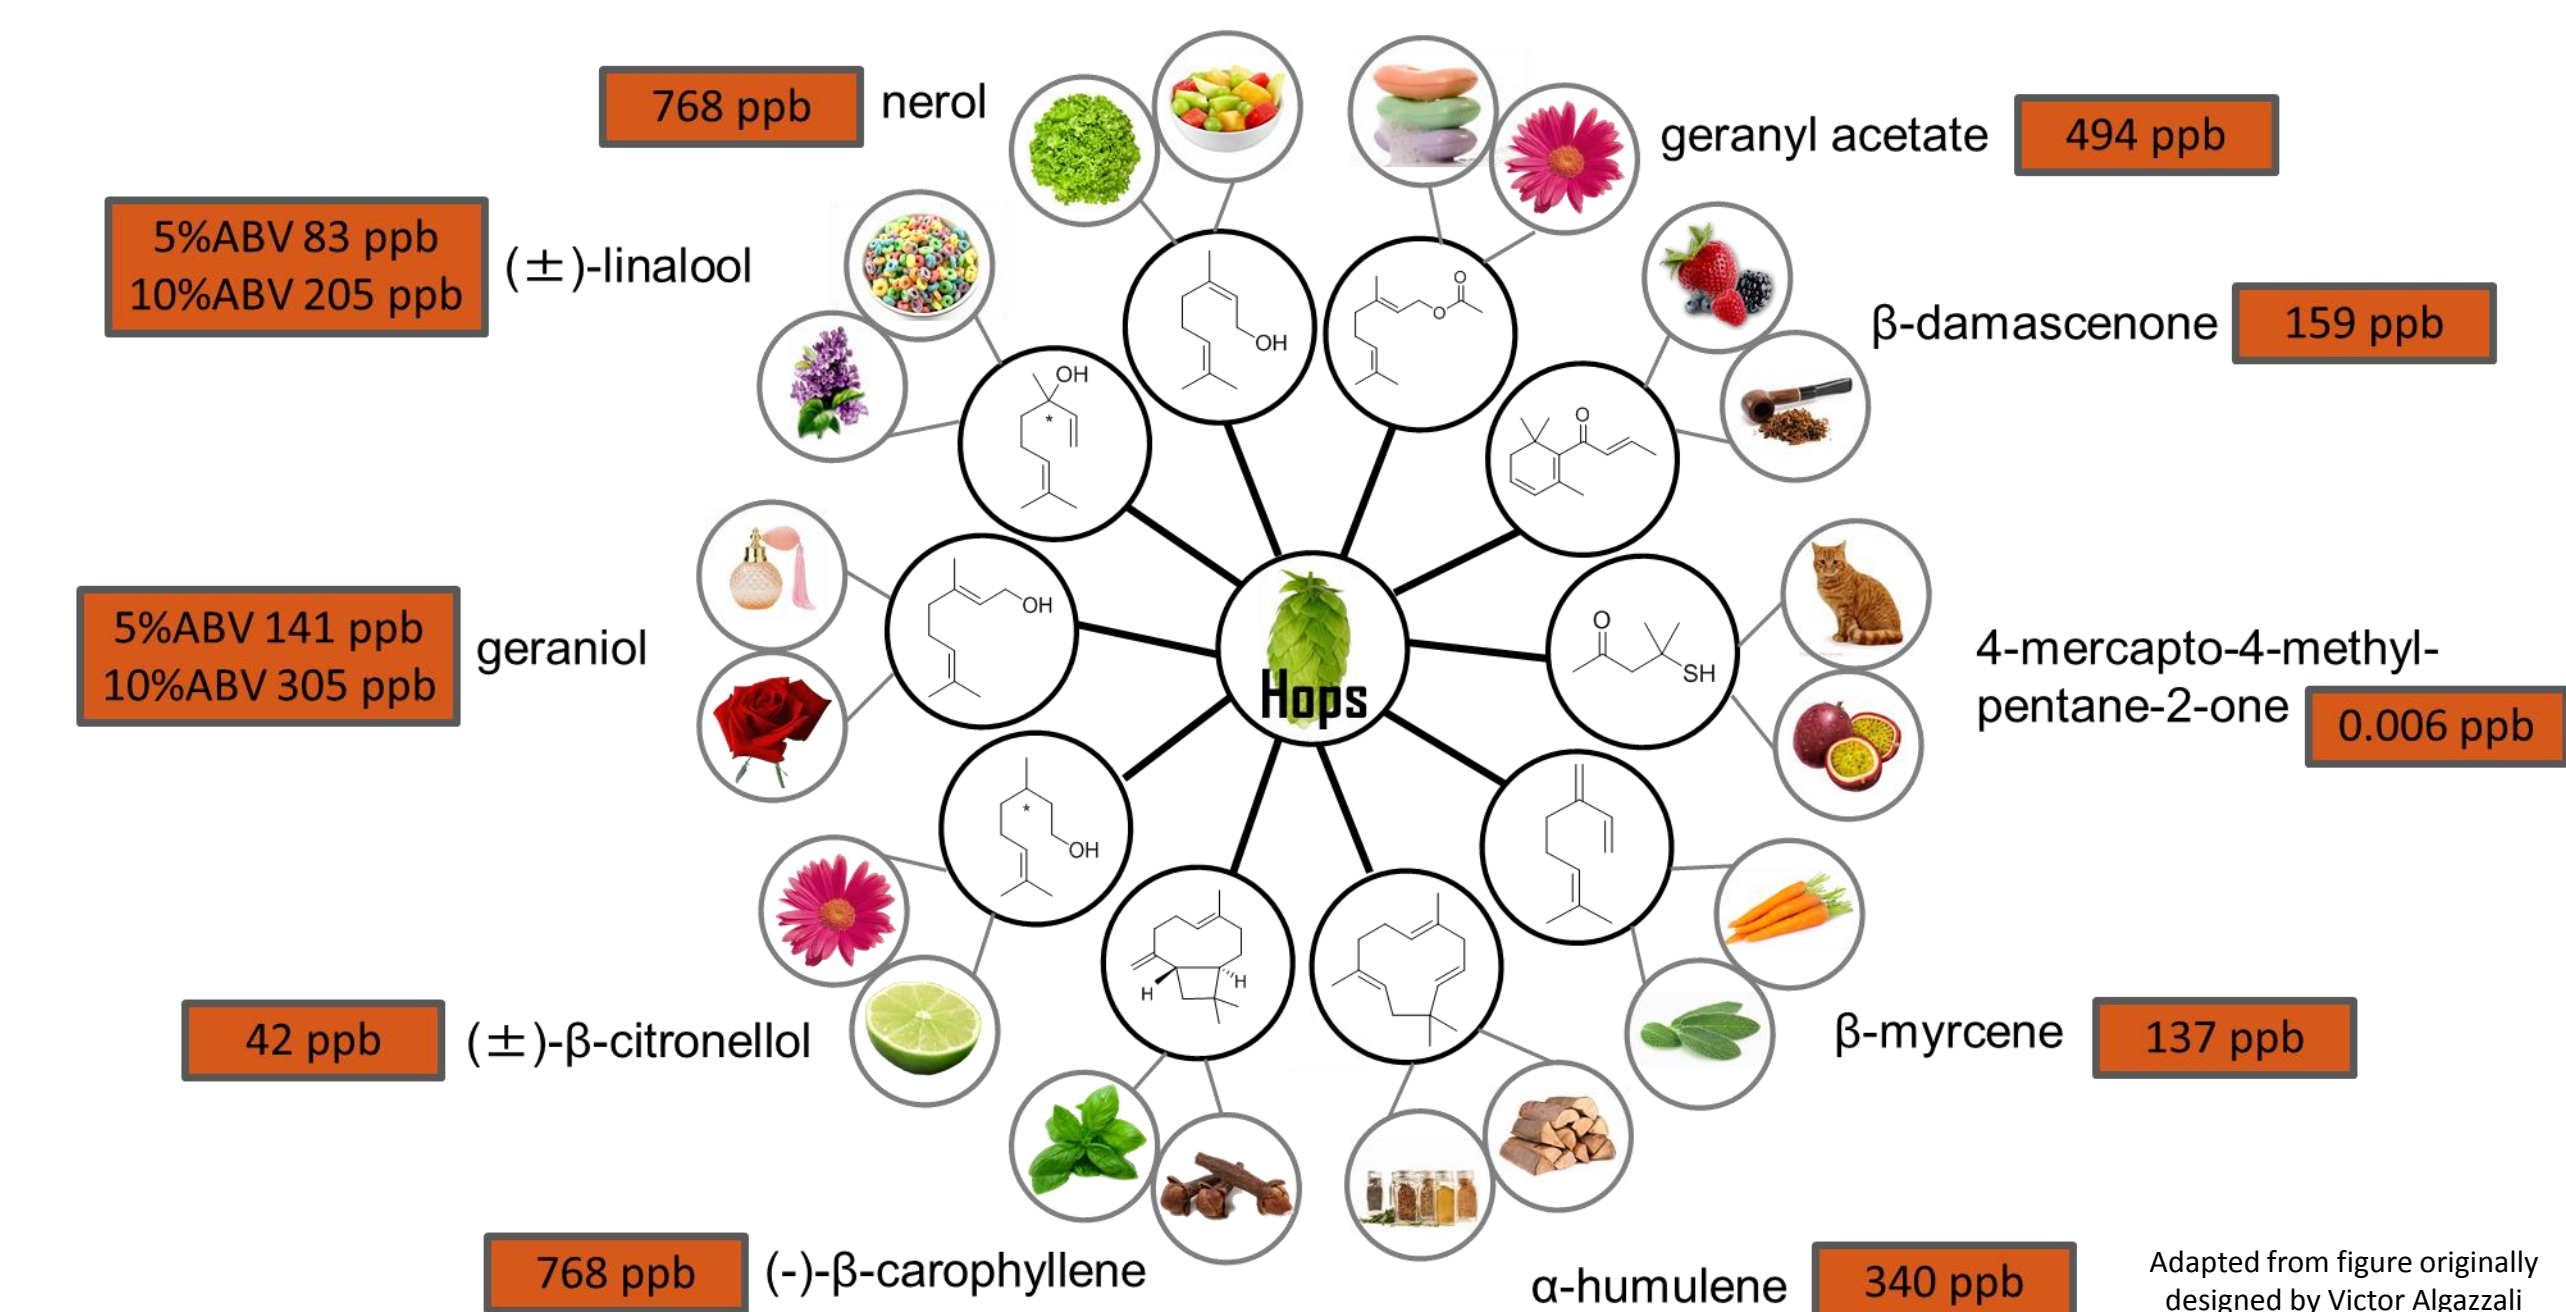 768 ppb
nerol
geranyl acetate
494 ppb
5%ABV 83 ppb
10%ABV 205 ppb
(±)-linalool
β-damascenone
159 ppb
OH
O
O
OH
*
O
5%ABV 141 ppb
10%ABV 305 ppb
geraniol
OH
Hops
O
SH
4-mercapto-4-methyl-
pentane-2-one
0.006 ppb
*
OH
42 ppb
(±)-β-citronellol
H
H
β-myrcene
137 ppb
768 ppb
(-)-β-carophyllene
α-humulene
340 ppb
Adapted from figure originally
designed by Victor Algazzali